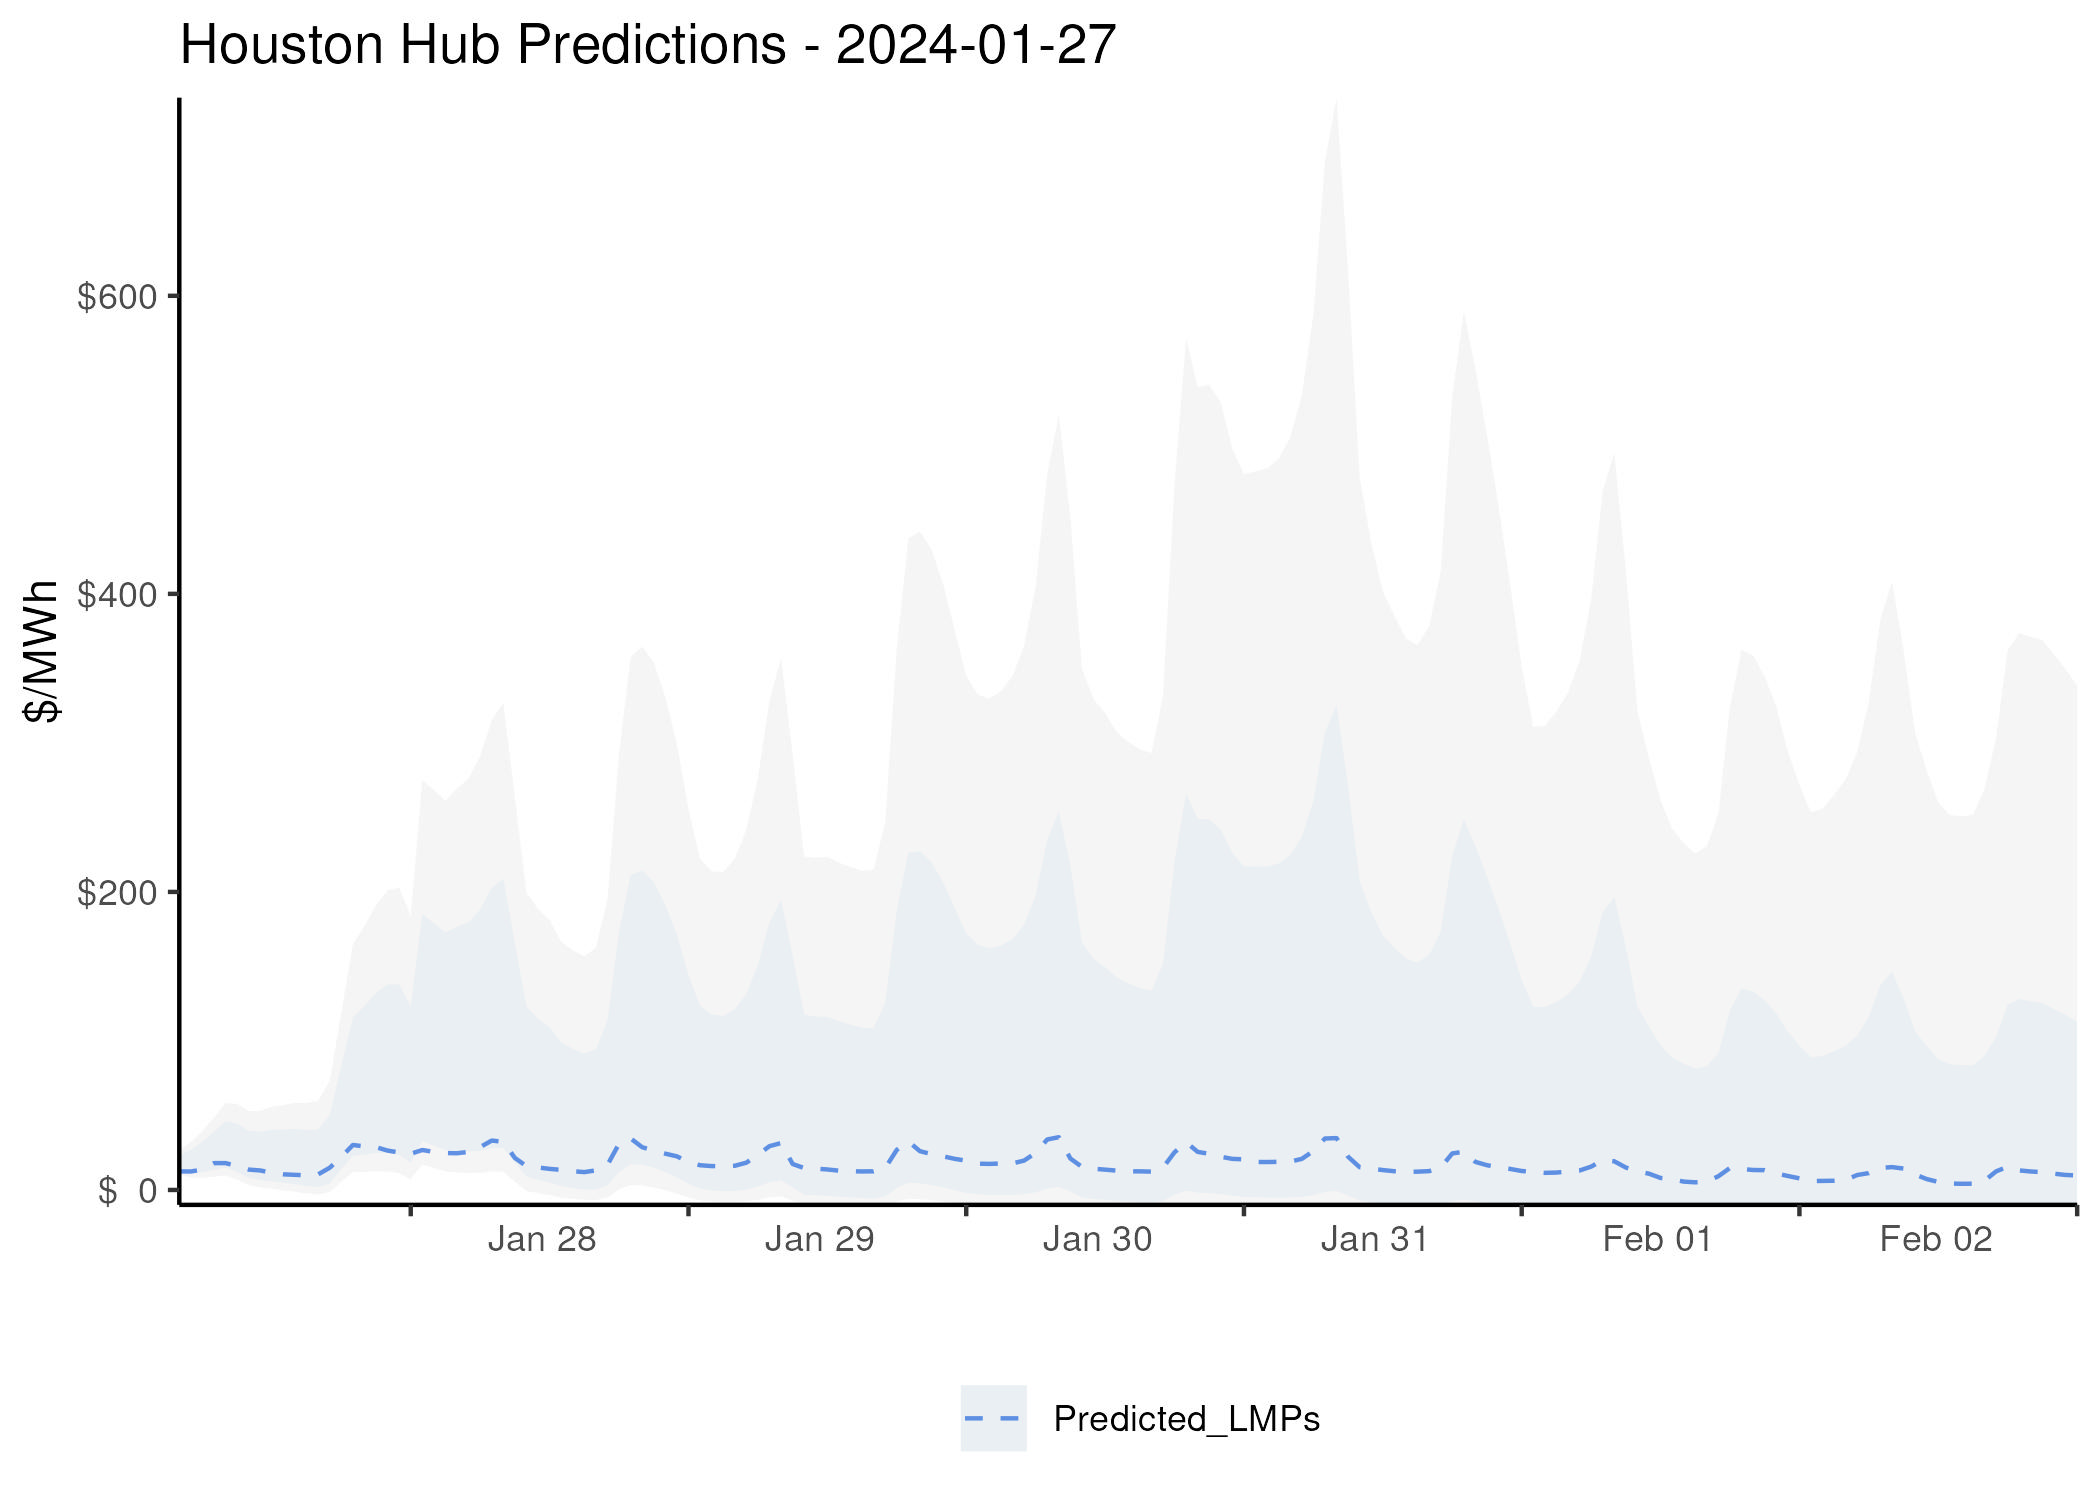 Houston Hub Predictions - 2024-01-27
$/MWh
$600
$400
$200
$ 0
Jan 28
Jan 29
Jan 30
Jan 31
Feb 01
Feb 02
Predicted_LMPs